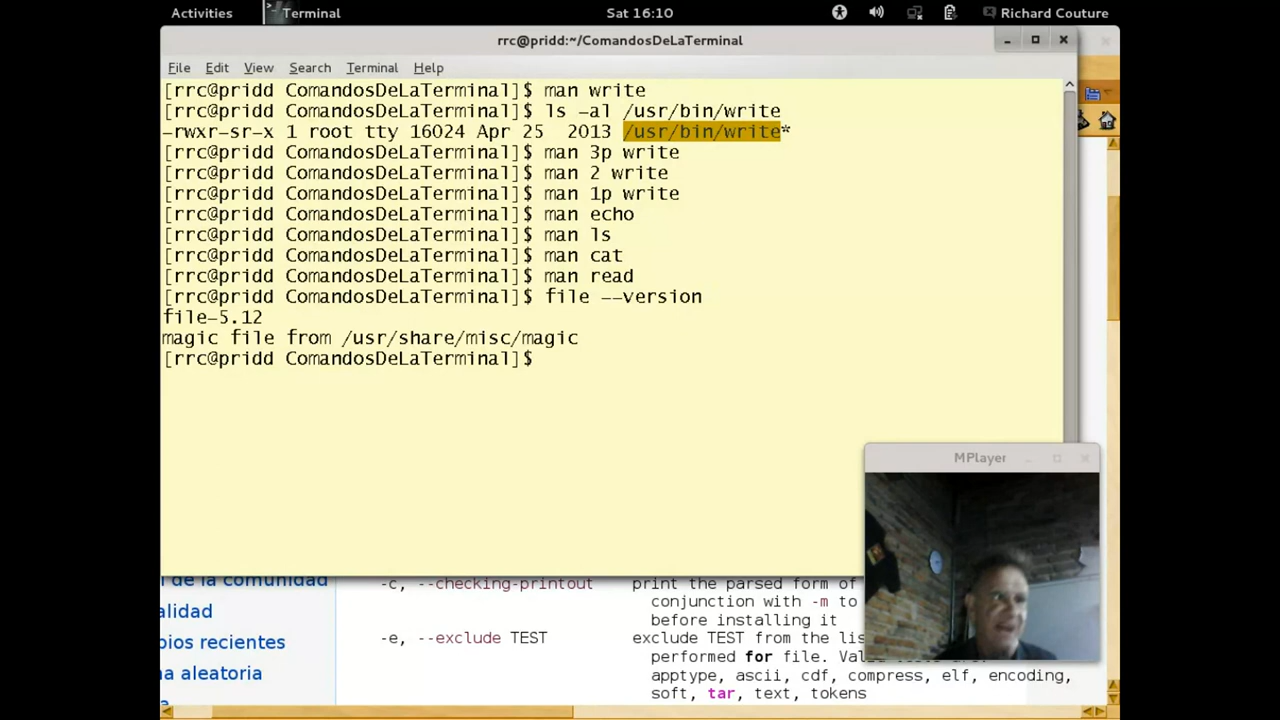 Activities Terminal Sat 16:10 Richard Couture
rrc@pridd:~/ComandosDeLaTerminal
File Edit View Search Terminal Help
[rrc@pridd ComandosDeLaTerminal]$ man write
[rrc@pridd ComandosDeLaTerminal]$ ls -al /usr/bin/write
-rwxr-sr-x 1 root tty 16024 Apr 25  2013 /usr/bin/write*
[rrc@pridd ComandosDeLaTerminal]$ man 3p write
[rrc@pridd ComandosDeLaTerminal]$ man 2 write
[rrc@pridd ComandosDeLaTerminal]$ man 1p write
[rrc@pridd ComandosDeLaTerminal]$ man echo
[rrc@pridd ComandosDeLaTerminal]$ man ls
[rrc@pridd ComandosDeLaTerminal]$ man cat
[rrc@pridd ComandosDeLaTerminal]$ man read
[rrc@pridd ComandosDeLaTerminal]$ file --version
file-5.12
magic file from /usr/share/misc/magic
[rrc@pridd ComandosDeLaTerminal]$
MPlayer
l de la comunidad
alidad
bios recientes
na aleatoria
-c, --checking-printout print the parsed form of
conjunction with -m to
before installing it
-e, --exclude TEST exclude TEST from the lis
performed for file. 
apptype, ascii, cdf, compress, elf, encoding,
soft, tar, text, tokens